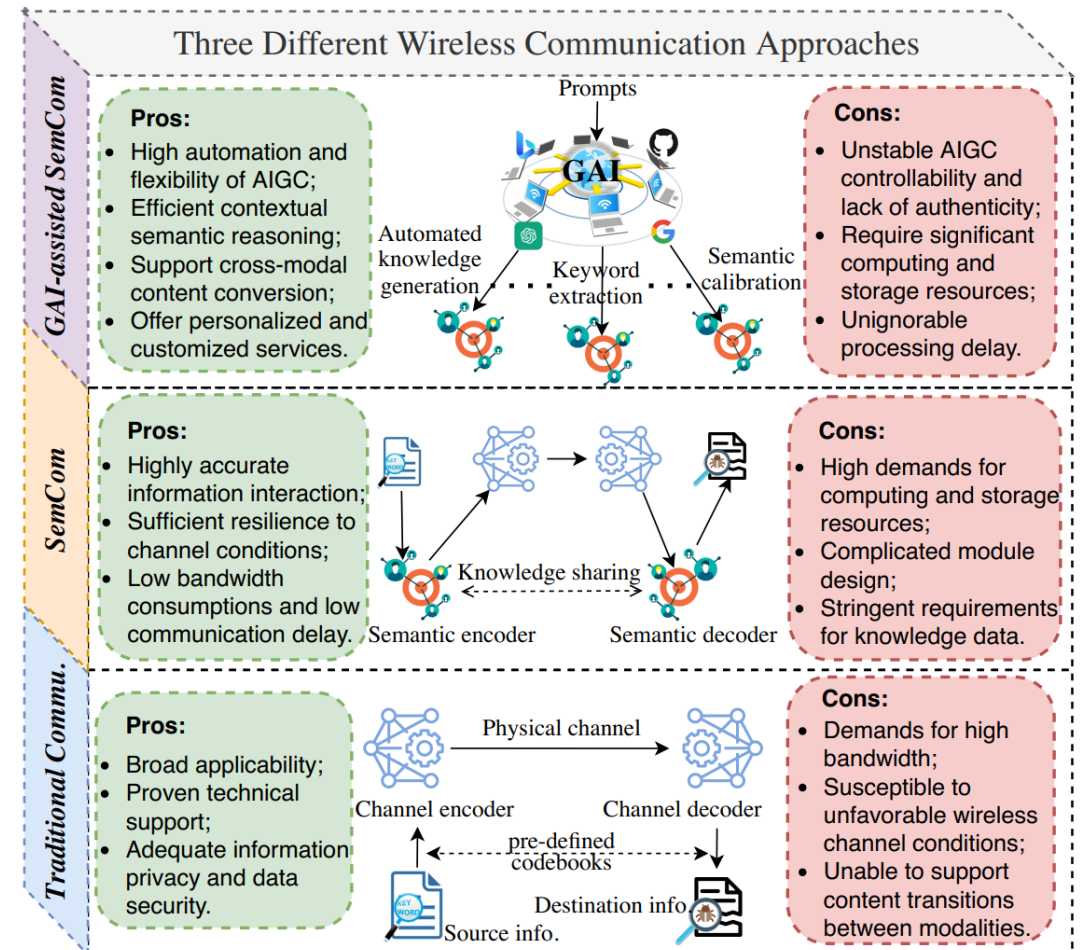 Three Different Wireless Communication Approaches
GAI-assisted SemCom
Pros:
• High automation and
flexibility of AIGC;
• Efficient contextual
semantic reasoning;
• Support cross-modal
content conversion;
• Offer personalized and
customized services.
Prompts
GAI
Automated
knowledge
generation
Keyword
extraction
Semantic
calibration
Cons:
• Unstable AIGC
controllability and
lack of authenticity;
• Require significant
computing and
storage resources;
• Unignorable
processing delay.
SemCom
Pros:
• Highly accurate
information interaction;
• Sufficient resilience to
channel conditions;
• Low bandwidth
consumptions and low
communication delay.
KEY
WORD
Knowledge sharing
Semantic encoder
Semantic decoder
Cons:
• High demands for
computing and storage
resources;
• Complicated module
design;
• Stringent requirements
for knowledge data.
Traditional Commu.
Pros:
• Broad applicability;
• Proven technical
support;
• Adequate information
privacy and data
security.
Physical channel
Channel encoder
Channel decoder
pre-defined
codebooks
KEY
WORD
Source info.
Destination info.
Cons:
• Demands for high
bandwidth;
• Susceptible to
unfavorable wireless
channel conditions;
• Unable to support
content transitions
between modalities.